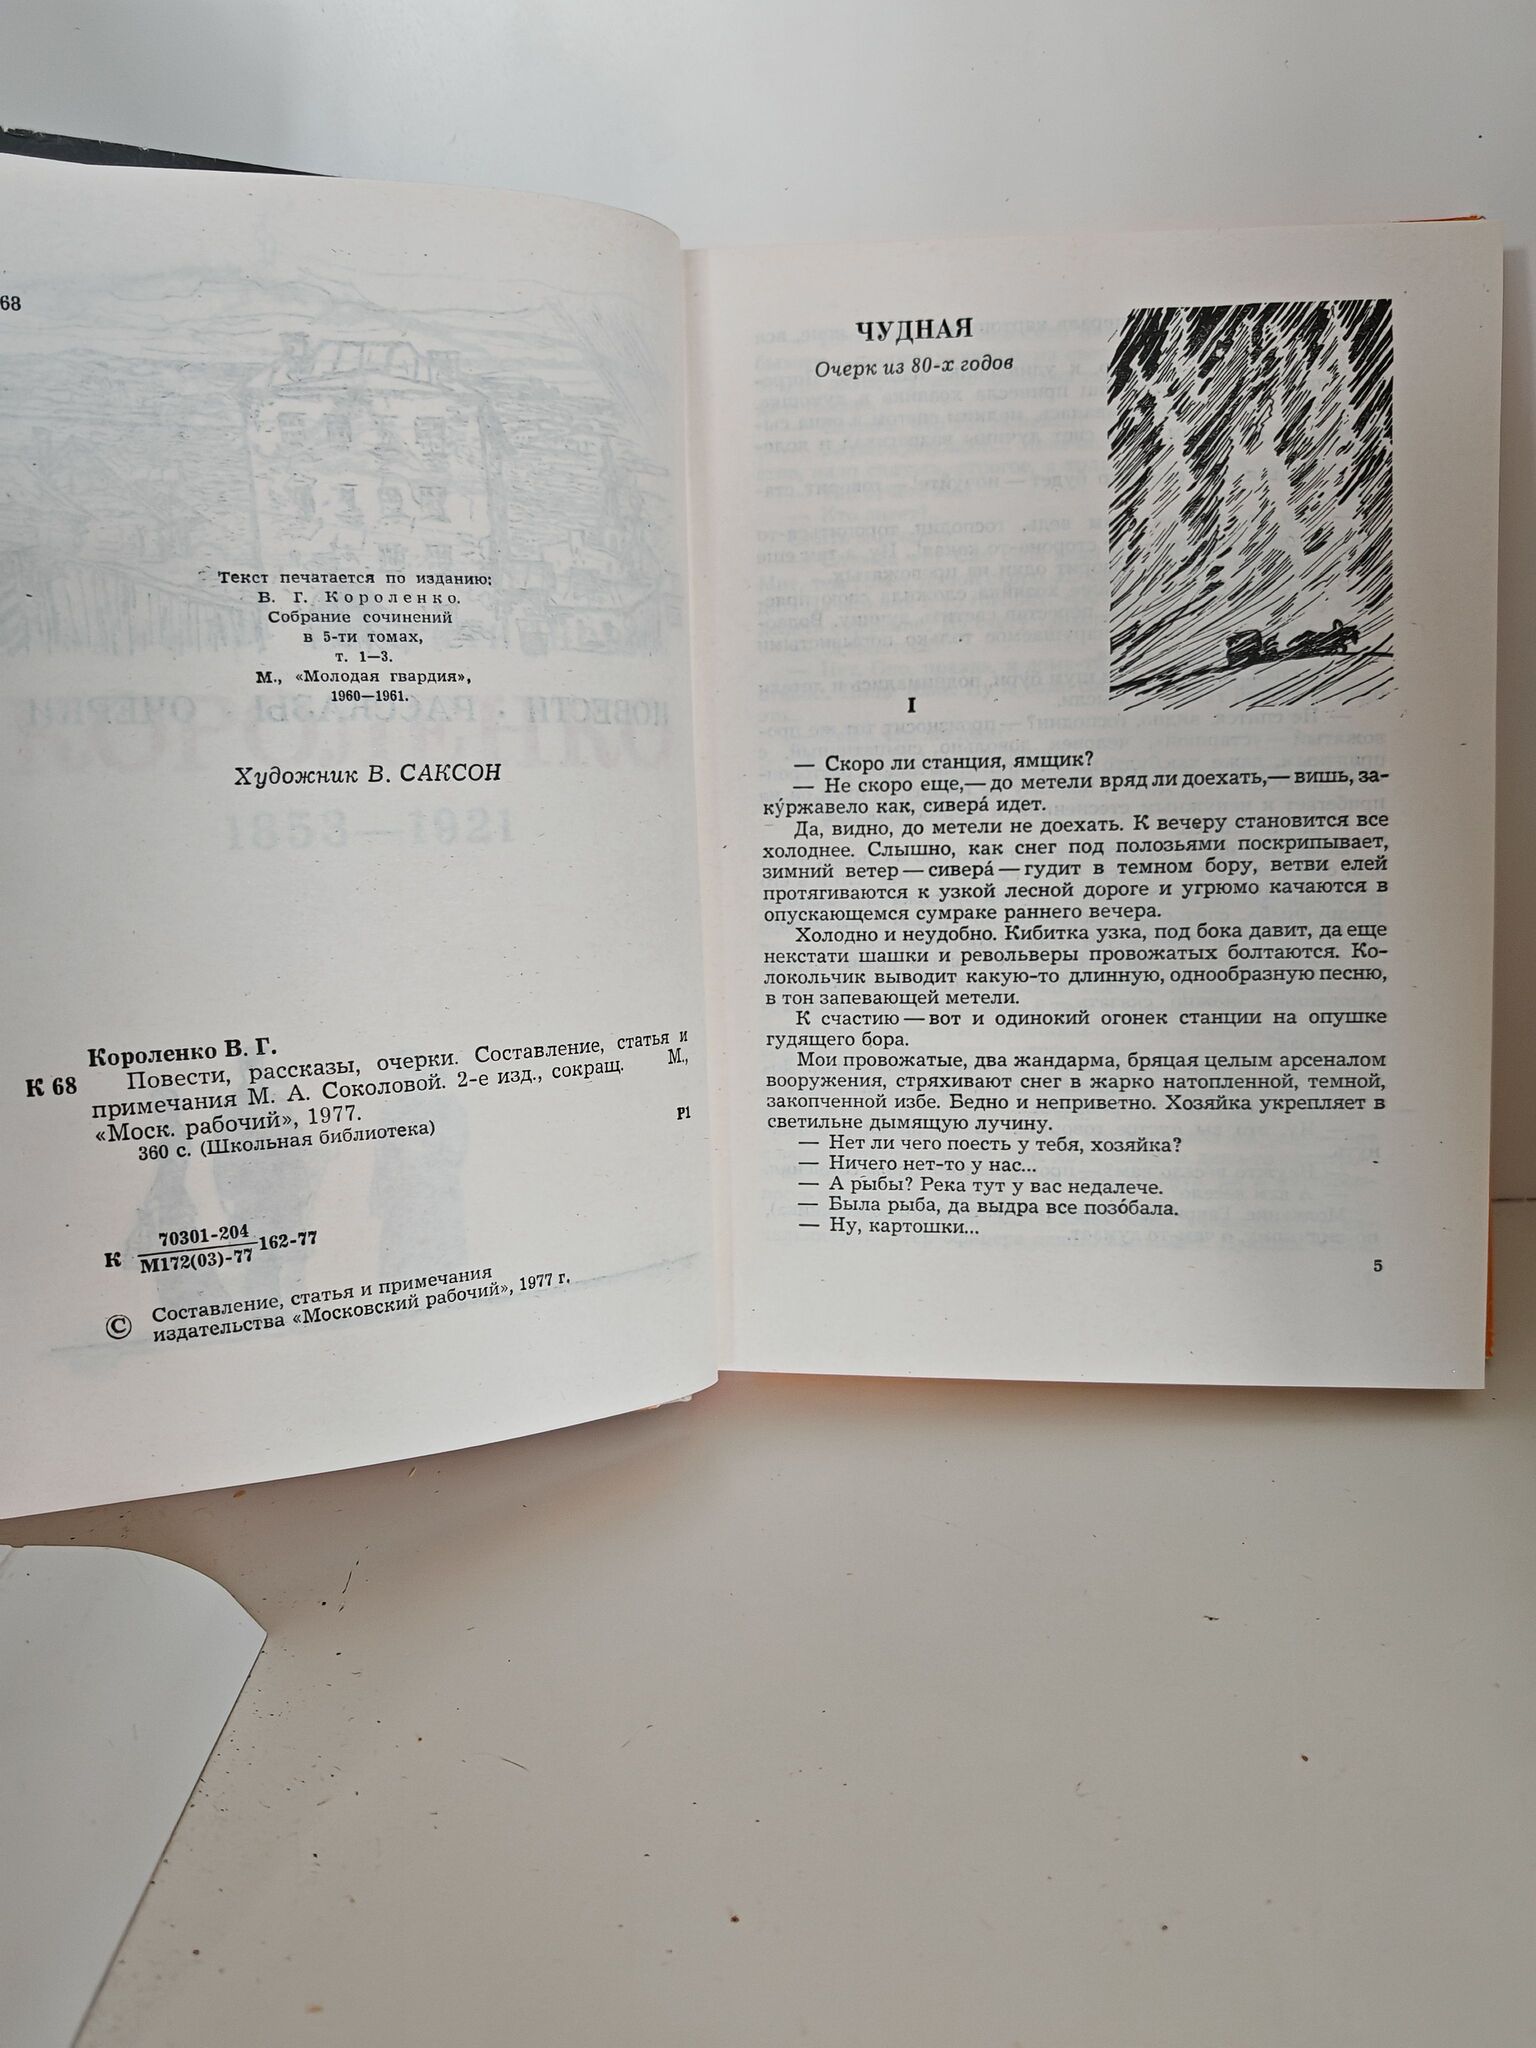 68
Текст печатается по изданию:
В. Г. Короленко.
Собрание сочинений
в 5-ти томах,
т. 1—3.
М., «Молодая гвардия»,
1960—1961.
Художник В. САКСОН
Короленко В. Г.
К 68 Повести, рассказы, очерки. Составление, статья и
примечания М. А. Соколовой. 2-е изд., сокращ. М.,
«Моск. рабочий», 1977.
360 с. (Школьная библиотека)
Р1
К 70301-204
М172(03)-77 162-77
© Составление, статья и примечания
издательства «Московский рабочий», 1977 г.
ЧУДНАЯ
Очерк из 80-х годов
I
— Скоро ли станция, ямщик?
— Не скоро еще,— до метели вряд ли доехать,— вишь, за-
ку́ржавело как, сивера́ идет.
Да, видно, до метели не доехать. К вечеру становится все
холоднее. Слышно, как снег под полозьями поскрипывает,
зимний ветер — сивера́ — гудит в темном бору, ветви елей
протягиваются к узкой лесной дороге и угрюмо качаются в
опускающемся сумраке раннего вечера.
Холодно и неудобно. Кибитка узка, под бока давит, да еще
некстати шашки и револьверы провожатых болтаются. Ко-
локольчик выводит какую-то длинную, однообразную песню,
в тон запевающей метели.
К счастию — вот и одинокий огонек станции на опушке
гудящего бора.
Мои провожатые, два жандарма, бряцая целым арсеналом
вооружения, стряхивают снег в жарко натопленной, темной,
закопченной избе. Бедно и неприветно. Хозяйка укрепляет в
светильне дымящую лучину.
— Нет ли чего поесть у тебя, хозяйка?
— Ничего нет-то у нас...
— А рыбы? Река тут у вас недалече.
— Была рыба, да выдра все позо́бала.
— Ну, картошки...
5